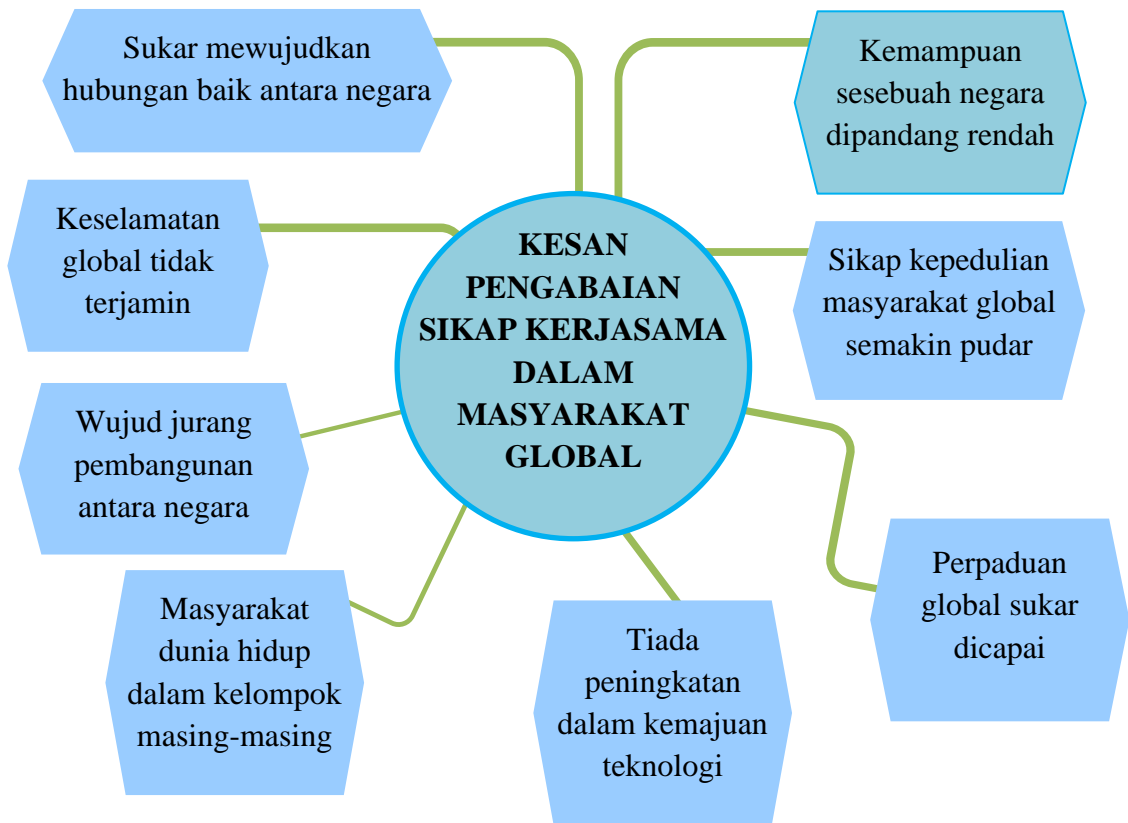 Sukar mewujudkan
hubungan baik antara negara
Kemampuan
sesebuah negara
dipandang rendah
Keselamatan
global tidak
terjamin
KESAN
PENGABAIAN
SIKAP KERJASAMA
DALAM
MASYARAKAT
GLOBAL
Sikap kepedulian
masyarakat global
semakin pudar
Wujud jurang
pembangunan
antara negara
Perpaduan
global sukar
dicapai
Masyarakat
dunia hidup
dalam kelompok
masing-masing
Tiada
peningkatan
dalam kemajuan
teknologi